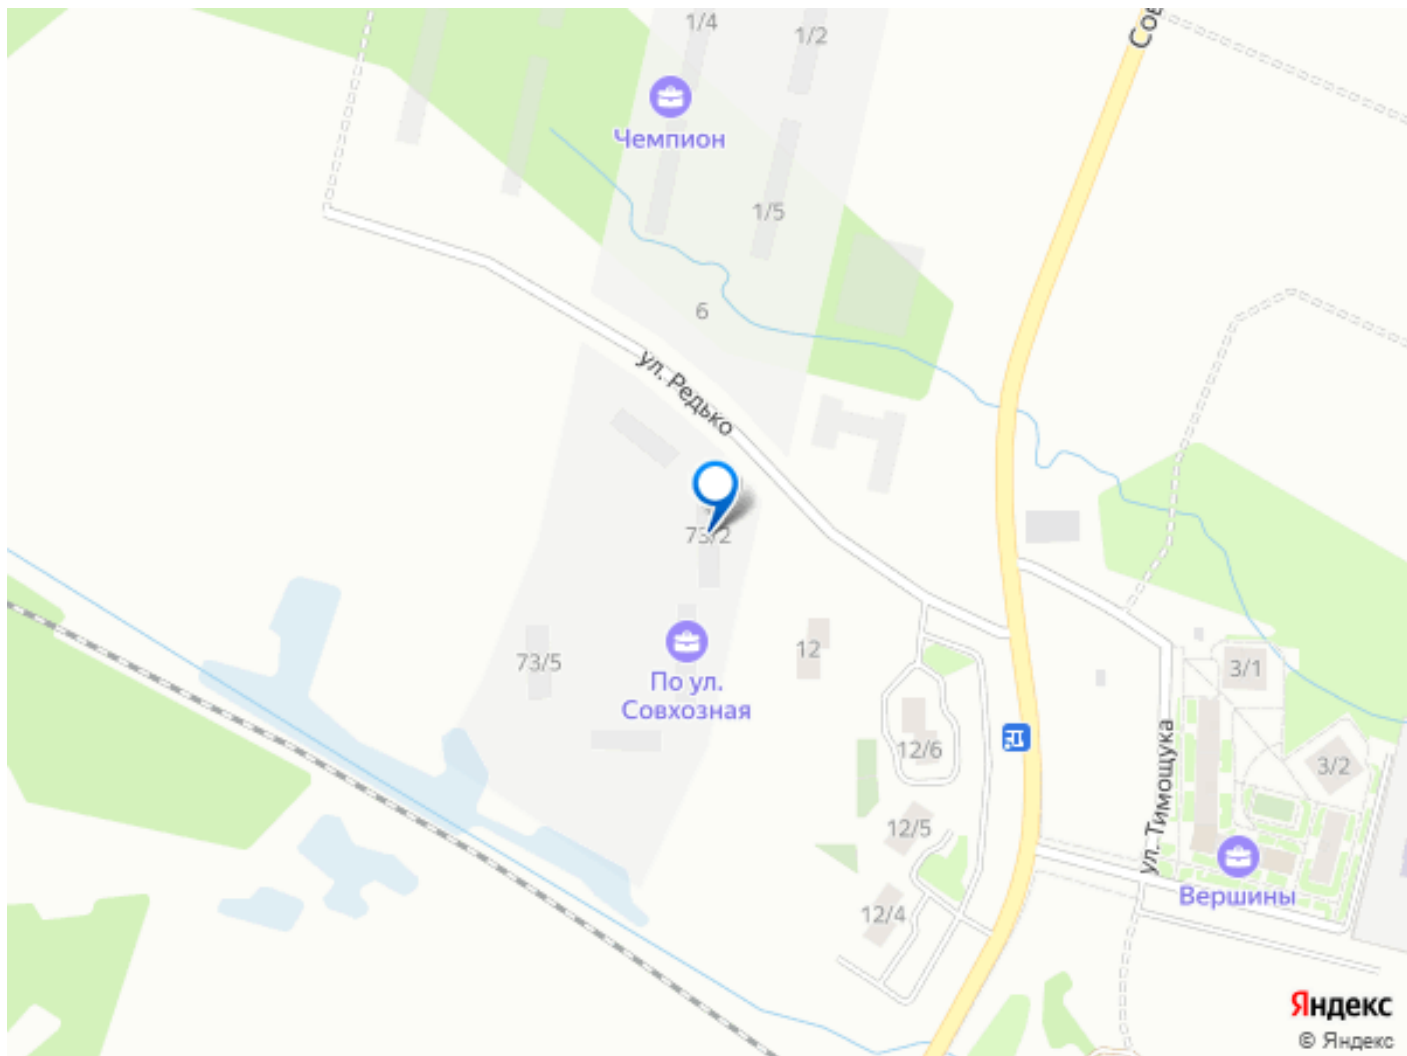 1/4
1/2
Сов
Чемпион
1/5
6
ул. Редько
73/2
12
73/5
По ул.
Совхозная
3/1
12/6
3/2
ул. Тимощука
12/5
Вершины
12/4
Яндекс
© Яндекс